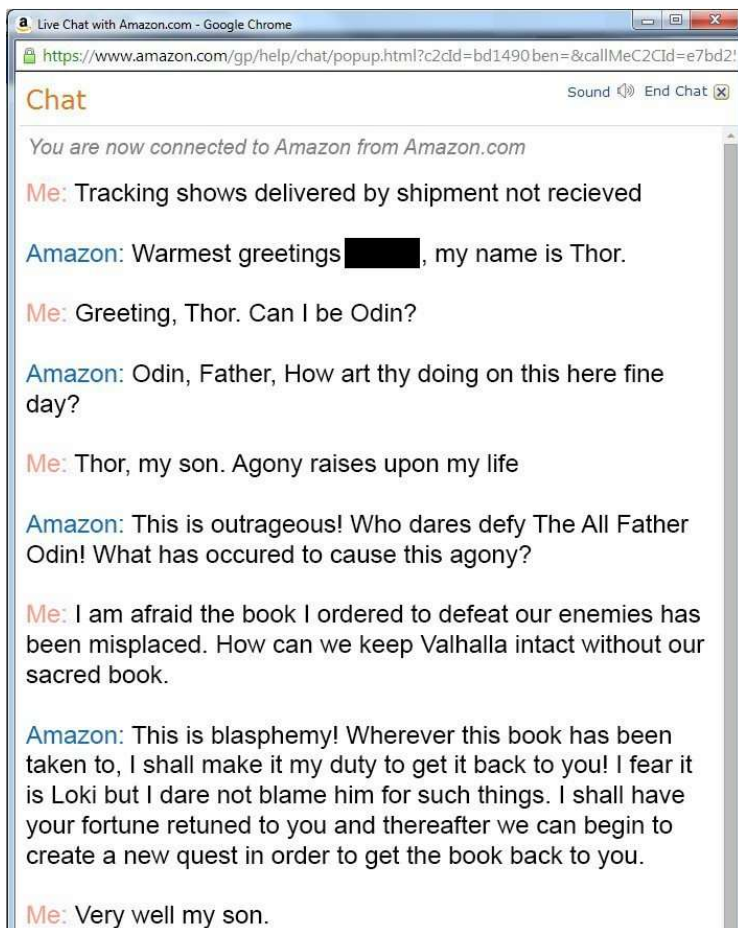 Live Chat with Amazon.com - Google Chrome
https://www.amazon.com/gp/help/chat/popup.html?c2cId=bd1490ben=&callMeC2CId=e7bd2
Chat
Sound End Chat
You are now connected to Amazon from Amazon.com
Me: Tracking shows delivered by shipment not recieved
Amazon: Warmest greetings , my name is Thor.
Me: Greeting, Thor. Can I be Odin?
Amazon: Odin, Father, How art thy doing on this here fine
day?
Me: Thor, my son. Agony raises upon my life
Amazon: This is outrageous! Who dares defy The All Father
Odin! What has occured to cause this agony?
Me: I am afraid the book I ordered to defeat our enemies has
been misplaced. How can we keep Valhalla intact without our
sacred book.
Amazon: This is blasphemy! Wherever this book has been
taken to, I shall make it my duty to get it back to you! I fear it
is Loki but I dare not blame him for such things. I shall have
your fortune retuned to you and thereafter we can begin to
create a new quest in order to get the book back to you.
Me: Very well my son.